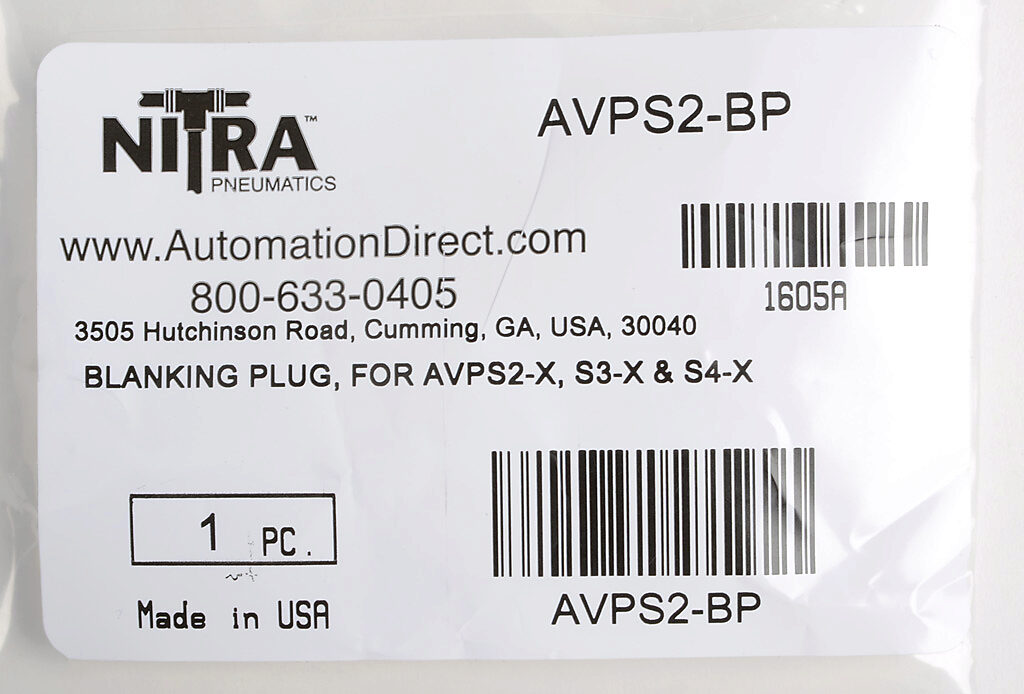 NITRA™
PNEUMATICS
AVPS2-BP
www.AutomationDirect.com
800-633-0405
1605A
3505 Hutchinson Road, Cumming, GA, USA, 30040
BLANKING PLUG, FOR AVPS2-X, S3-X & S4-X
1 PC.
Made in USA
AVPS2-BP